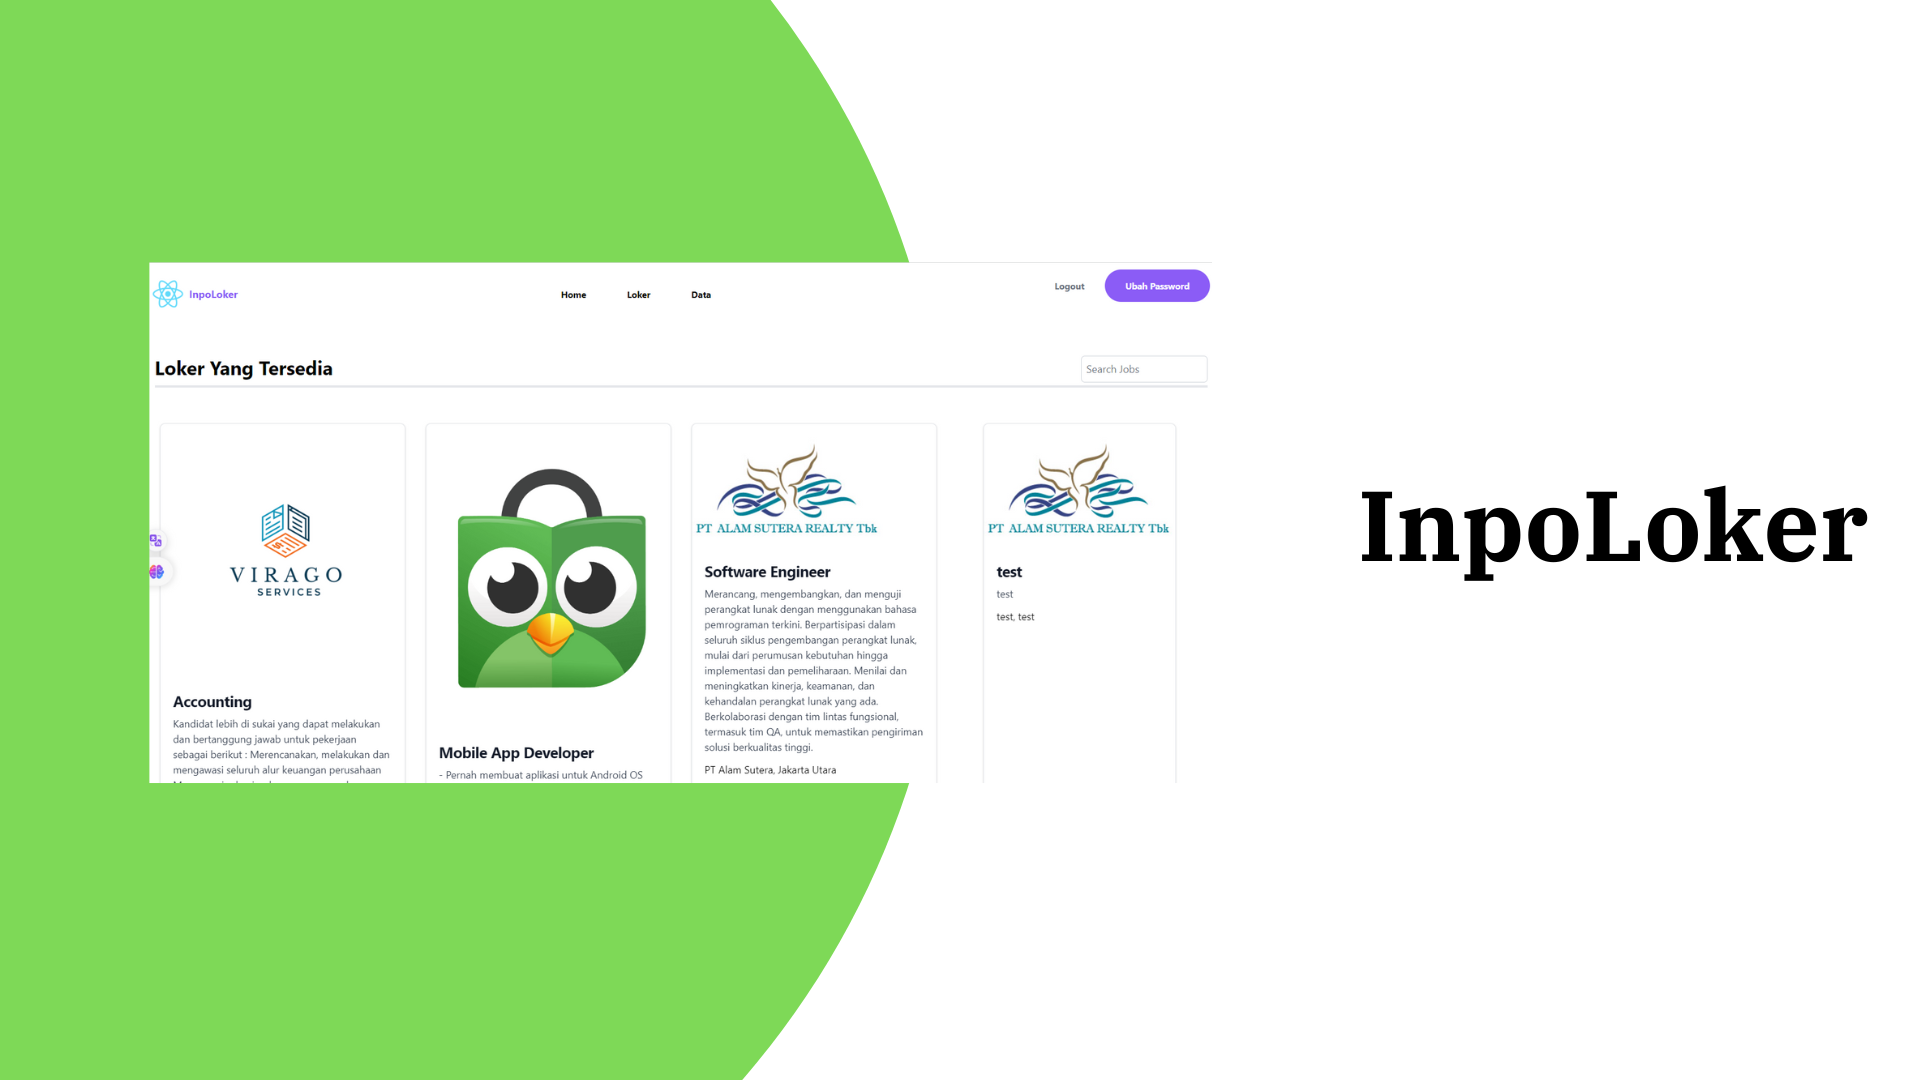 InpoLoker
Home
Loker
Data
Logout
Ubah Password
Loker Yang Tersedia
Search Jobs
VIRAGO
SERVICES
Accounting
Kandidat lebih di sukai yang dapat melakukan
dan bertanggung jawab untuk pekerjaan
sebagai berikut : Merencanakan, melakukan dan
mengawasi seluruh alur keuangan perusahaan
Mobile App Developer
- Pernah membuat aplikasi untuk Android OS
PT ALAM SUTERA REALTY Tbk
Software Engineer
Merancang, mengembangkan, dan menguji
perangkat lunak dengan menggunakan bahasa
pemrograman terkini. Berpartisipasi dalam
seluruh siklus pengembangan perangkat lunak,
mulai dari perumusan kebutuhan hingga
implementasi dan pemeliharaan. Menilai dan
meningkatkan kinerja, keamanan, dan
kehandalan perangkat lunak yang ada.
Berkolaborasi dengan tim lintas fungsional,
termasuk tim QA, untuk memastikan pengiriman
solusi berkualitas tinggi.
PT Alam Sutera, Jakarta Utara
PT ALAM SUTERA REALTY Tbk
test
test
test, test
InpoLoker